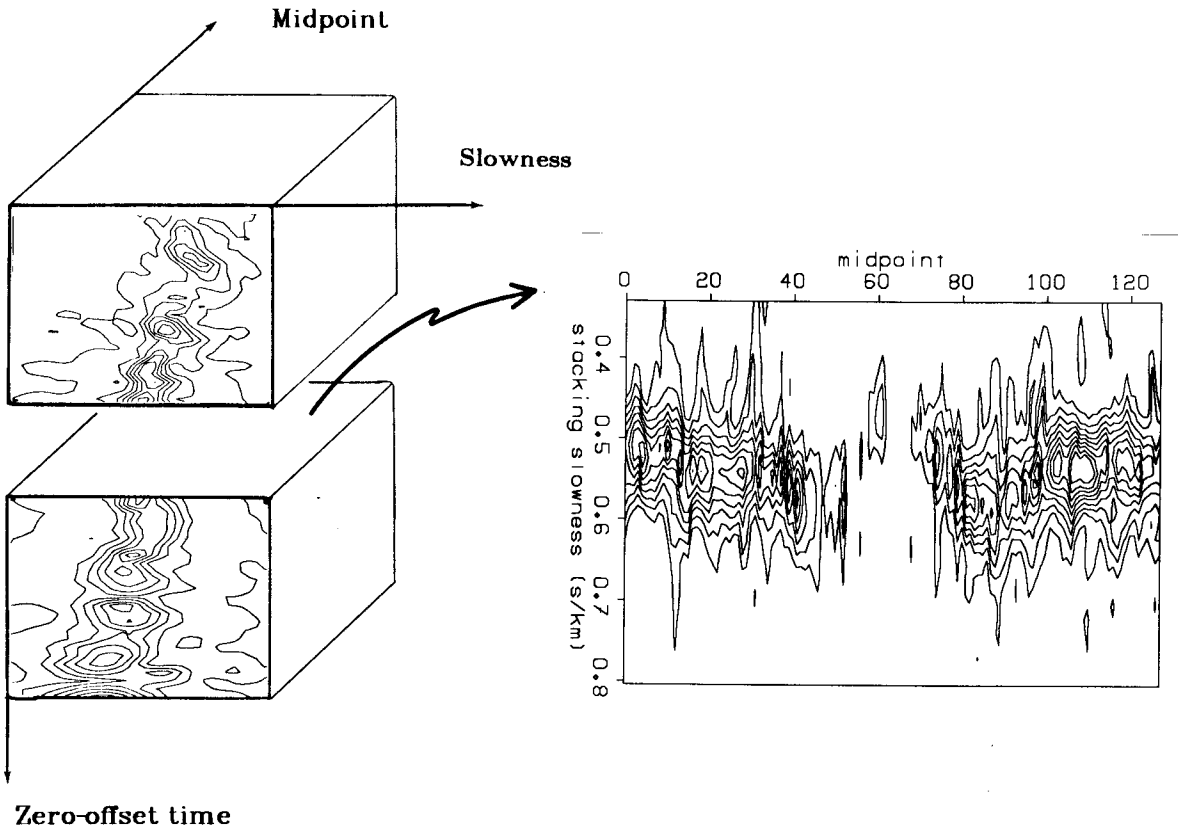 Midpoint
Slowness
Zero-offset time
midpoint
0 20 40 60 80 100 120
stacking slowness (s/km)
0.4 0.5 0.6 0.7 0.8